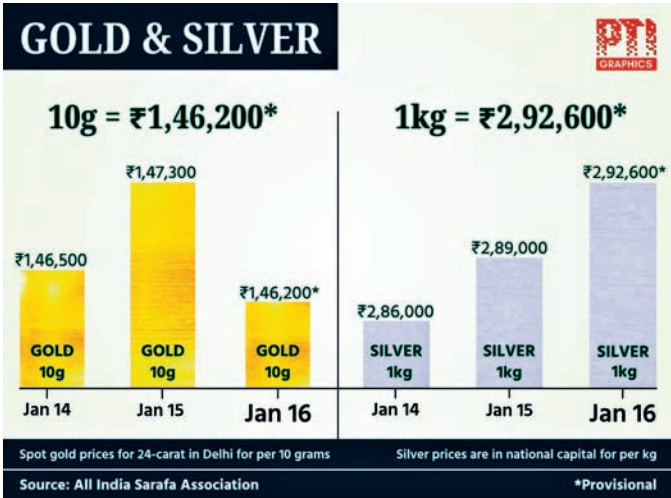 GOLD & SILVER
PTI
GRAPHICS
10g = ₹1,46,200*
₹1,46,500
₹1,47,300
₹1,46,200*
GOLD
10g
GOLD
10g
GOLD
10g
Jan 14
Jan 15
Jan 16
1kg = ₹2,92,600*
₹2,86,000
₹2,89,000
₹2,92,600*
SILVER
1kg
SILVER
1kg
SILVER
1kg
Jan 14
Jan 15
Jan 16
Spot gold prices for 24-carat in Delhi for per 10 grams
Silver prices are in national capital for per kg
Source: All India Sarafa Association
*Provisional